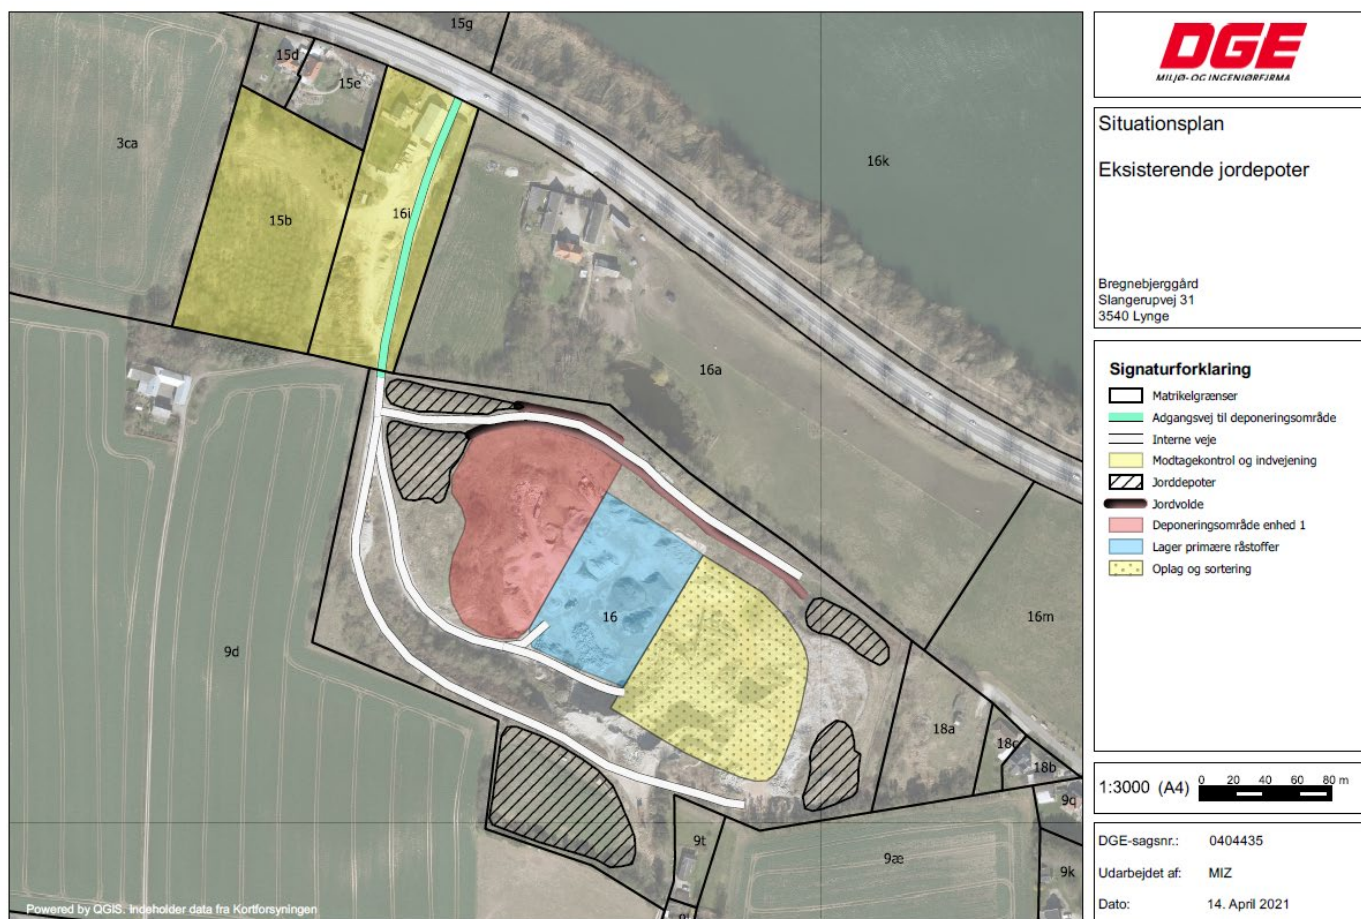 15g
15d
15e
3ca
16k
15b
16i
16a
16
9d
16m
18a
18c
18b
9q
9t
9æ
9k
Powered by QGIS. Indeholder data fra Kortforsyningen
DGE
MILJØ- OG INGENIØRFIRMA
Situationsplan
Eksisterende jordepoter
Bregnebjerggård
Slangerupvej 31
3540 Lynge
Signaturforklaring
Matrikelgrænser
Adgangsvej til deponeringsområde
Interne veje
Modtagekontrol og indvejening
Jorddepoter
Jordvolde
Deponeringsområde enhed 1
Lager primære råstoffer
Oplag og sortering
1:3000 (A4) 0 20 40 60 80 m
DGE-sagsnr.: 0404435
Udarbejdet af: MIZ
Dato: 14. April 2021